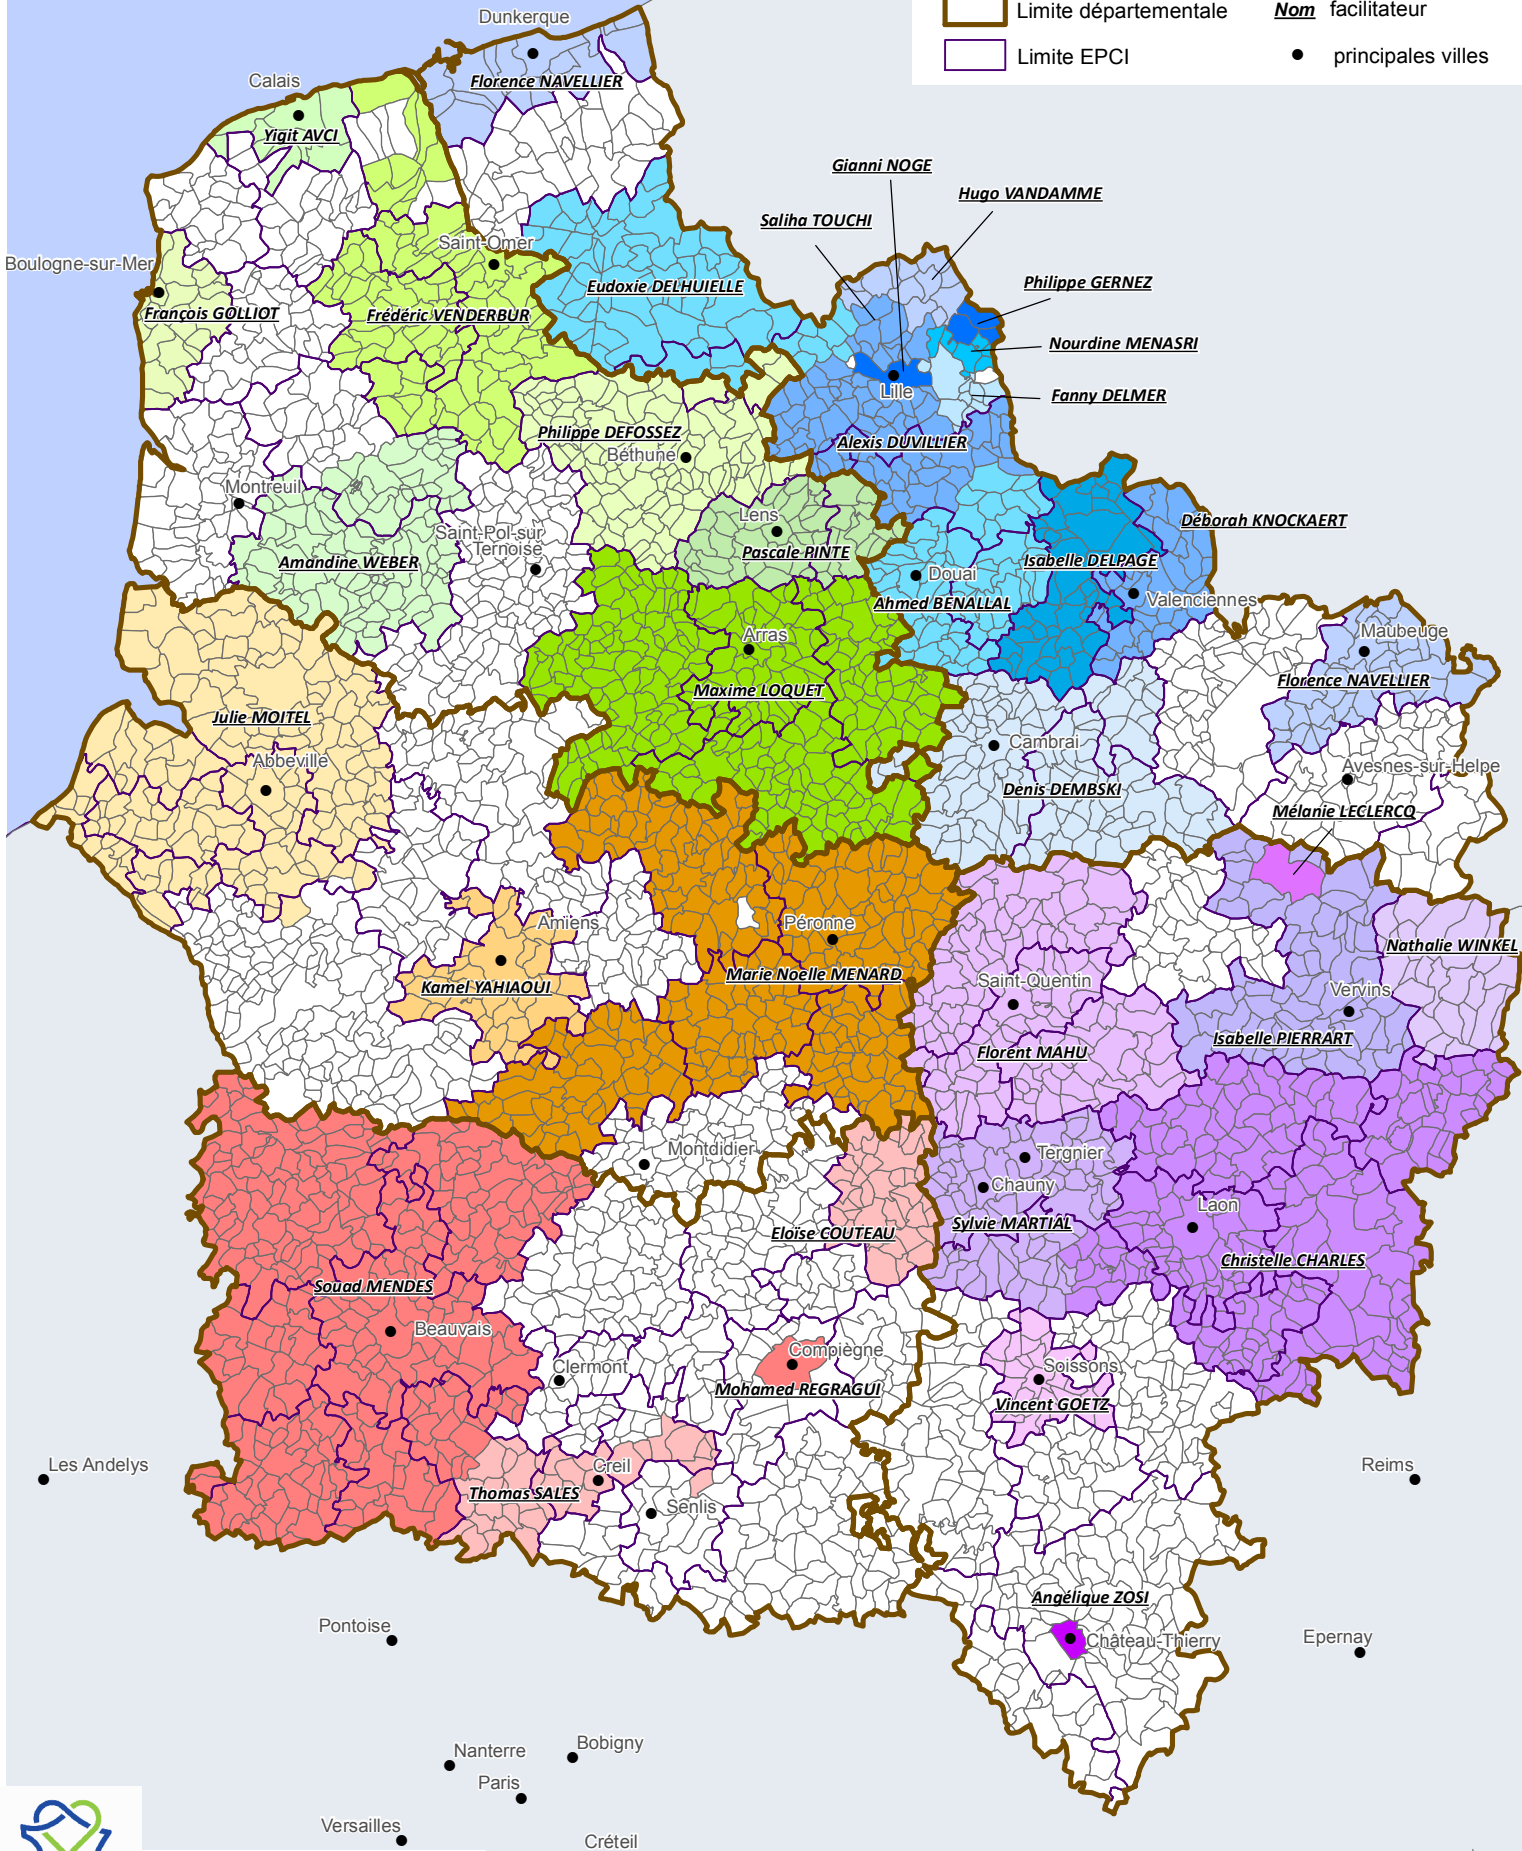 Limite départementale
Nom facilitateur
Limite EPCI
principales villes
Dunkerque
Florence NAVELLIER
Calais
Yigit AVCI
Gianni NOGE
Hugo VANDAMME
Saliha TOUCHI
Saint-Omer
Boulogne-sur-Mer
Eudoxie DELHUIELLE
Philippe GERNEZ
François GOLLIOT
Frédéric VENDERBUR
Nourdine MENASRI
Lille
Fanny DELMER
Philippe DEFOSSEZ
Alexis DUVILLIER
Béthune
Montreuil
Lens
Déborah KNOCKAERT
Saint-Pol-sur
Ternoise
Pascale PINTE
Amandine WEBER
Isabelle DELPAGE
Douai
Ahmed BENALLAL
Valenciennes
Arras
Maubeuge
Maxime LOQUET
Florence NAVELLIER
Julie MOITEL
Cambrai
Abbeville
Avesnes-sur-Helpe
Denis DEMBSKI
Mélanie LECLERCQ
Amiens
Péronne
Nathalie WINKEL
Marie Noelle MENARD
Kamel YAHIAOUI
Saint-Quentin
Vervins
Isabelle PIERRART
Florent MAHU
Montdidier
Tergnier
Chauny
Laon
Eloïse COUTEAU
Sylvie MARTIAL
Christelle CHARLES
Souad MENDES
Beauvais
Compiègne
Clermont
Soissons
Mohamed REGRAGUI
Vincent GOETZ
Les Andelys
Creil
Reims
Thomas SALES
Senlis
Angélique ZOSI
Pontoise
Château-Thierry
Epernay
Nanterre
Bobigny
Paris
Versailles
Créteil